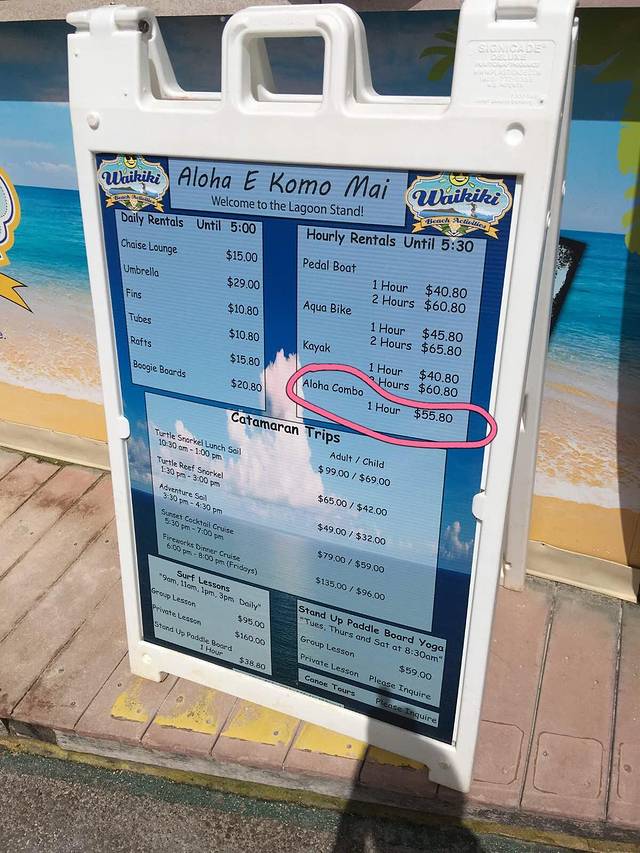 SIGNICADE
DELUXE
Waikiki
Beach Activities
Aloha E Komo Mai
Welcome to the Lagoon Stand!
Waikiki
Beach Activities
Daily Rentals Until 5:00
Chaise Lounge $15.00
Umbrella $29.00
Fins $10.80
Tubes $10.80
Rafts $15.80
Boogie Boards $20.80
Hourly Rentals Until 5:30
Pedal Boat
1 Hour $40.80
2 Hours $60.80
Aqua Bike
1 Hour $45.80
2 Hours $65.80
Kayak
1 Hour $40.80
Hours $60.80
Aloha Combo
1 Hour $55.80
Catamaran Trips
Adult / Child
Turtle Snorkel Lunch Sail
10:30 am - 1:00 pm $99.00 / $69.00
Turtle Reef Snorkel
1:30 pm - 3:00 pm $65.00 / $42.00
Adventure Sail
3:30 pm - 4:30 pm $49.00 / $32.00
Sunset Cocktail Cruise
5:30 pm - 7:00 pm $79.00 / $59.00
Fireworks Dinner Cruise
6:00 pm - 8:00 pm (Fridays) $135.00 / $96.00
Surf Lessons
"9am, 11am, 1pm, 3pm Daily"
Group Lesson $95.00
Private Lesson $160.00
Stand Up Paddle Board
1 Hour $38.80
Stand Up Paddle Board Yoga
"Tues, Thurs and Sat at 8:30am"
Group Lesson $59.00
Private Lesson Please Inquire
Canoe Tours Please Inquire